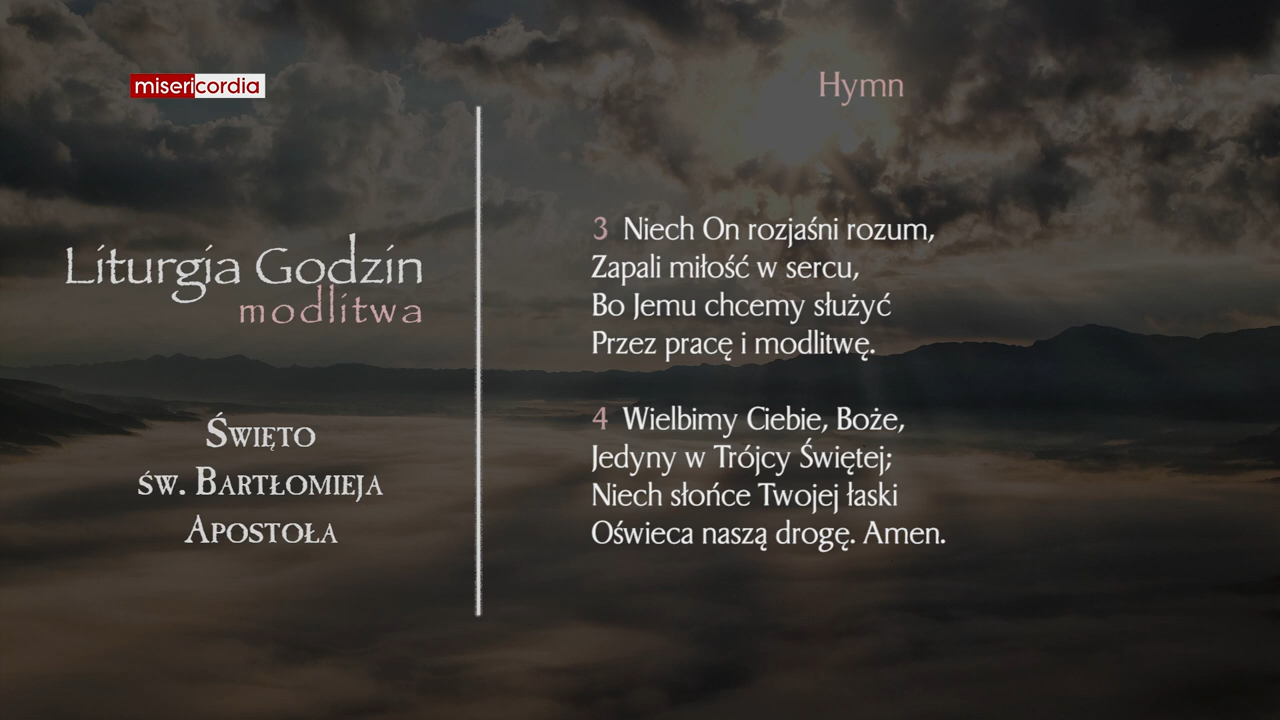 misericordia
Liturgia Godzin
modlitwa
Święto
św. Bartłomieja
Apostoła
Hymn
3 Niech On rozjaśni rozum,
Zapali miłość w sercu,
Bo Jemu chcemy służyć
Przez pracę i modlitwę.
4 Wielbimy Ciebie, Boże,
Jedyny w Trójcy Świętej;
Niech słońce Twojej łaski
Oświeca naszą drogę. Amen.